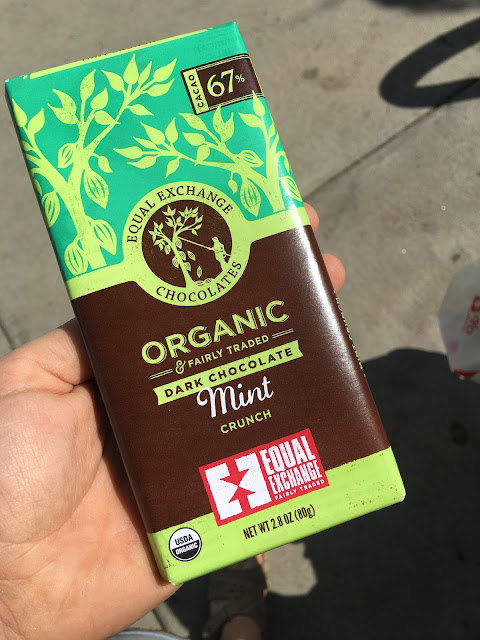 CACAO 67%
EQUAL EXCHANGE
CHOCOLATES
ORGANIC
& FAIRLY TRADED
DARK CHOCOLATE
Mint
CRUNCH
EQUAL
EXCHANGE
FAIRLY TRADED
USDA
ORGANIC
NET WT 2.8 OZ (80g)